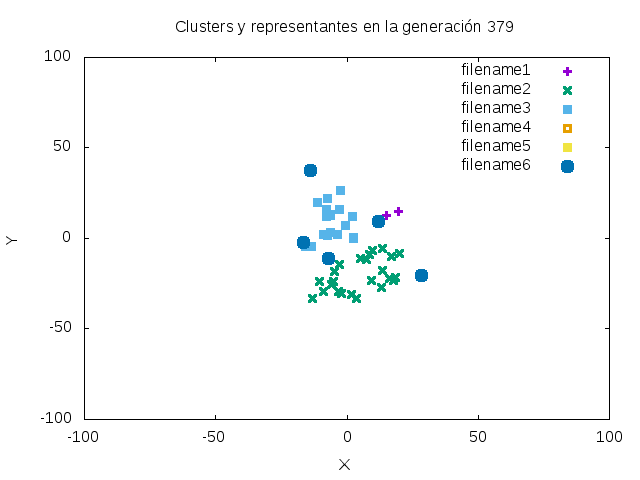 Clusters y representantes en la generación 379
100
50
0
-50
-100
-100
-50
0
50
100
Y
X
filename1
filename2
filename3
filename4
filename5
filename6